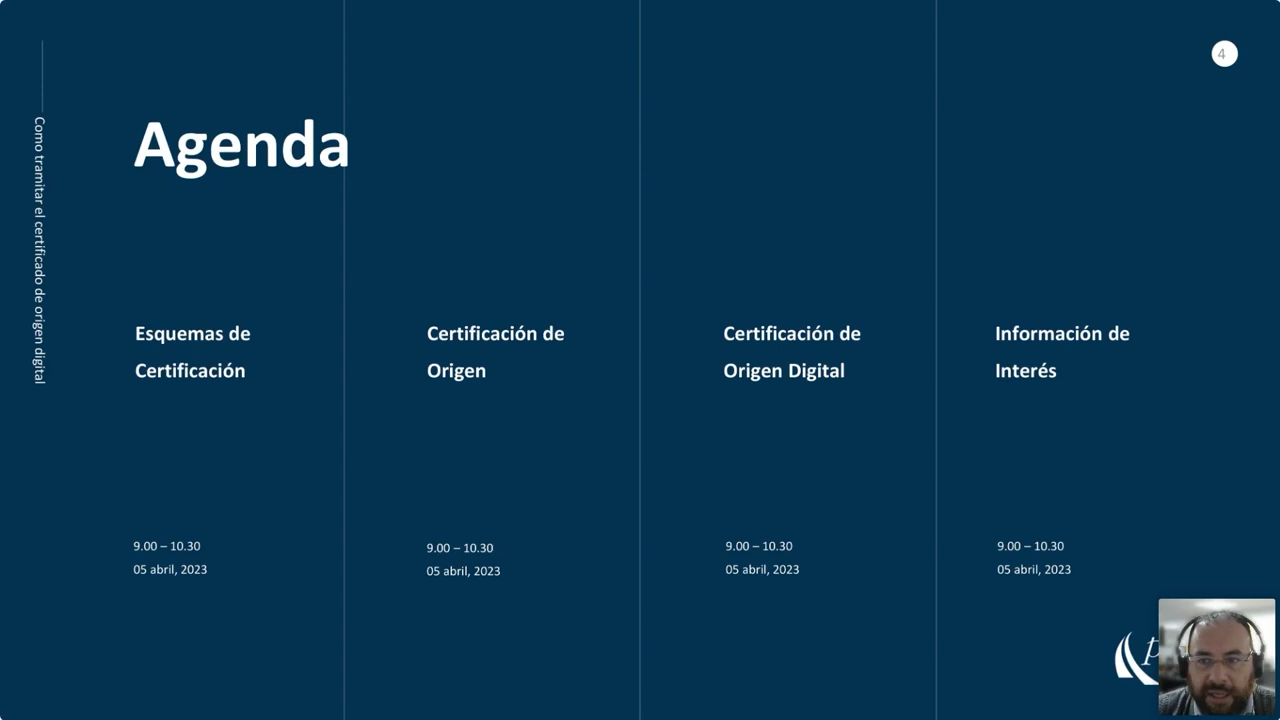 4
Como tramitar el certificado de origen digital
Agenda
Esquemas de
Certificación
Certificación de
Origen
Certificación de
Origen Digital
Información de
Interés
9.00 – 10.30
05 abril, 2023
9.00 – 10.30
05 abril, 2023
9.00 – 10.30
05 abril, 2023
9.00 – 10.30
05 abril, 2023